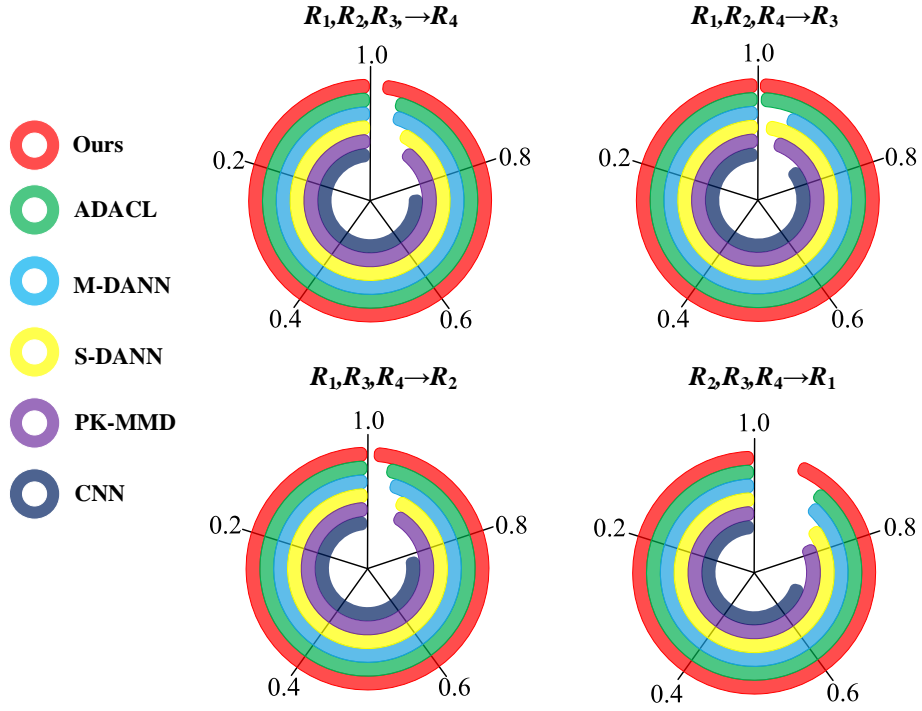 R1,R2,R3,→R4
1.0
0.2
0.8
0.4
0.6
R1,R2,R4→R3
1.0
0.2
0.8
0.4
0.6
Ours
ADACL
M-DANN
S-DANN
PK-MMD
CNN
R1,R3,R4→R2
1.0
0.2
0.8
0.4
0.6
R2,R3,R4→R1
1.0
0.2
0.8
0.4
0.6